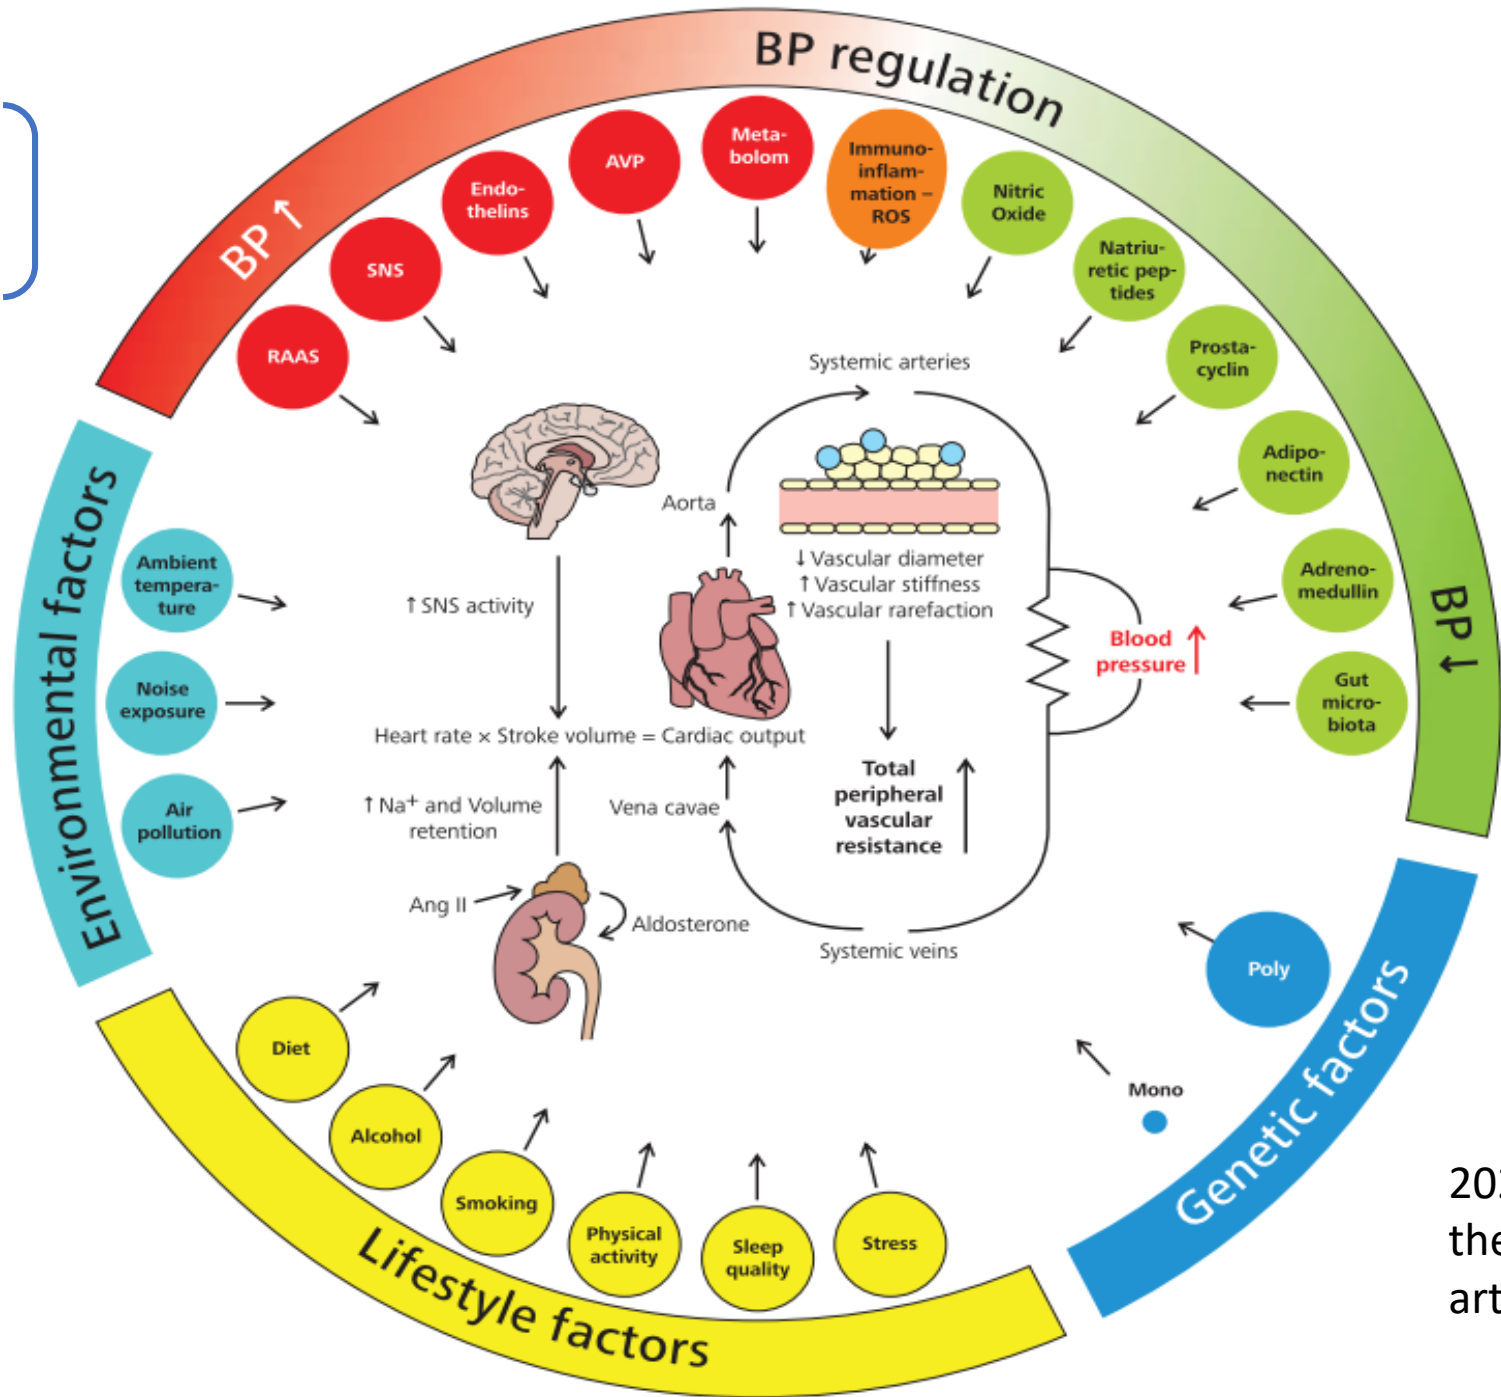 BP regulation
BP ↑
BP ↓
RAAS
SNS
Endo-
thelins
AVP
Meta-
bolom
Immuno-
inflam-
mation –
ROS
Nitric
Oxide
Natriu-
retic pep-
tides
Prosta-
cyclin
Adipo-
nectin
Adreno-
medullin
Gut
micro-
biota
Environmental factors
Ambient
tempera-
ture
Noise
exposure
Air
pollution
Systemic arteries
Aorta
↓ Vascular diameter
↑ Vascular stiffness
↑ Vascular rarefaction
↑ SNS activity
Blood
pressure ↑
Heart rate × Stroke volume = Cardiac output
Total
peripheral
vascular
resistance
↑ Na⁺ and Volume
retention
Vena cavae
Ang II
Aldosterone
Systemic veins
Genetic factors
Poly
Mono
Lifestyle factors
Diet
Alcohol
Smoking
Physical
activity
Sleep
quality
Stress
the